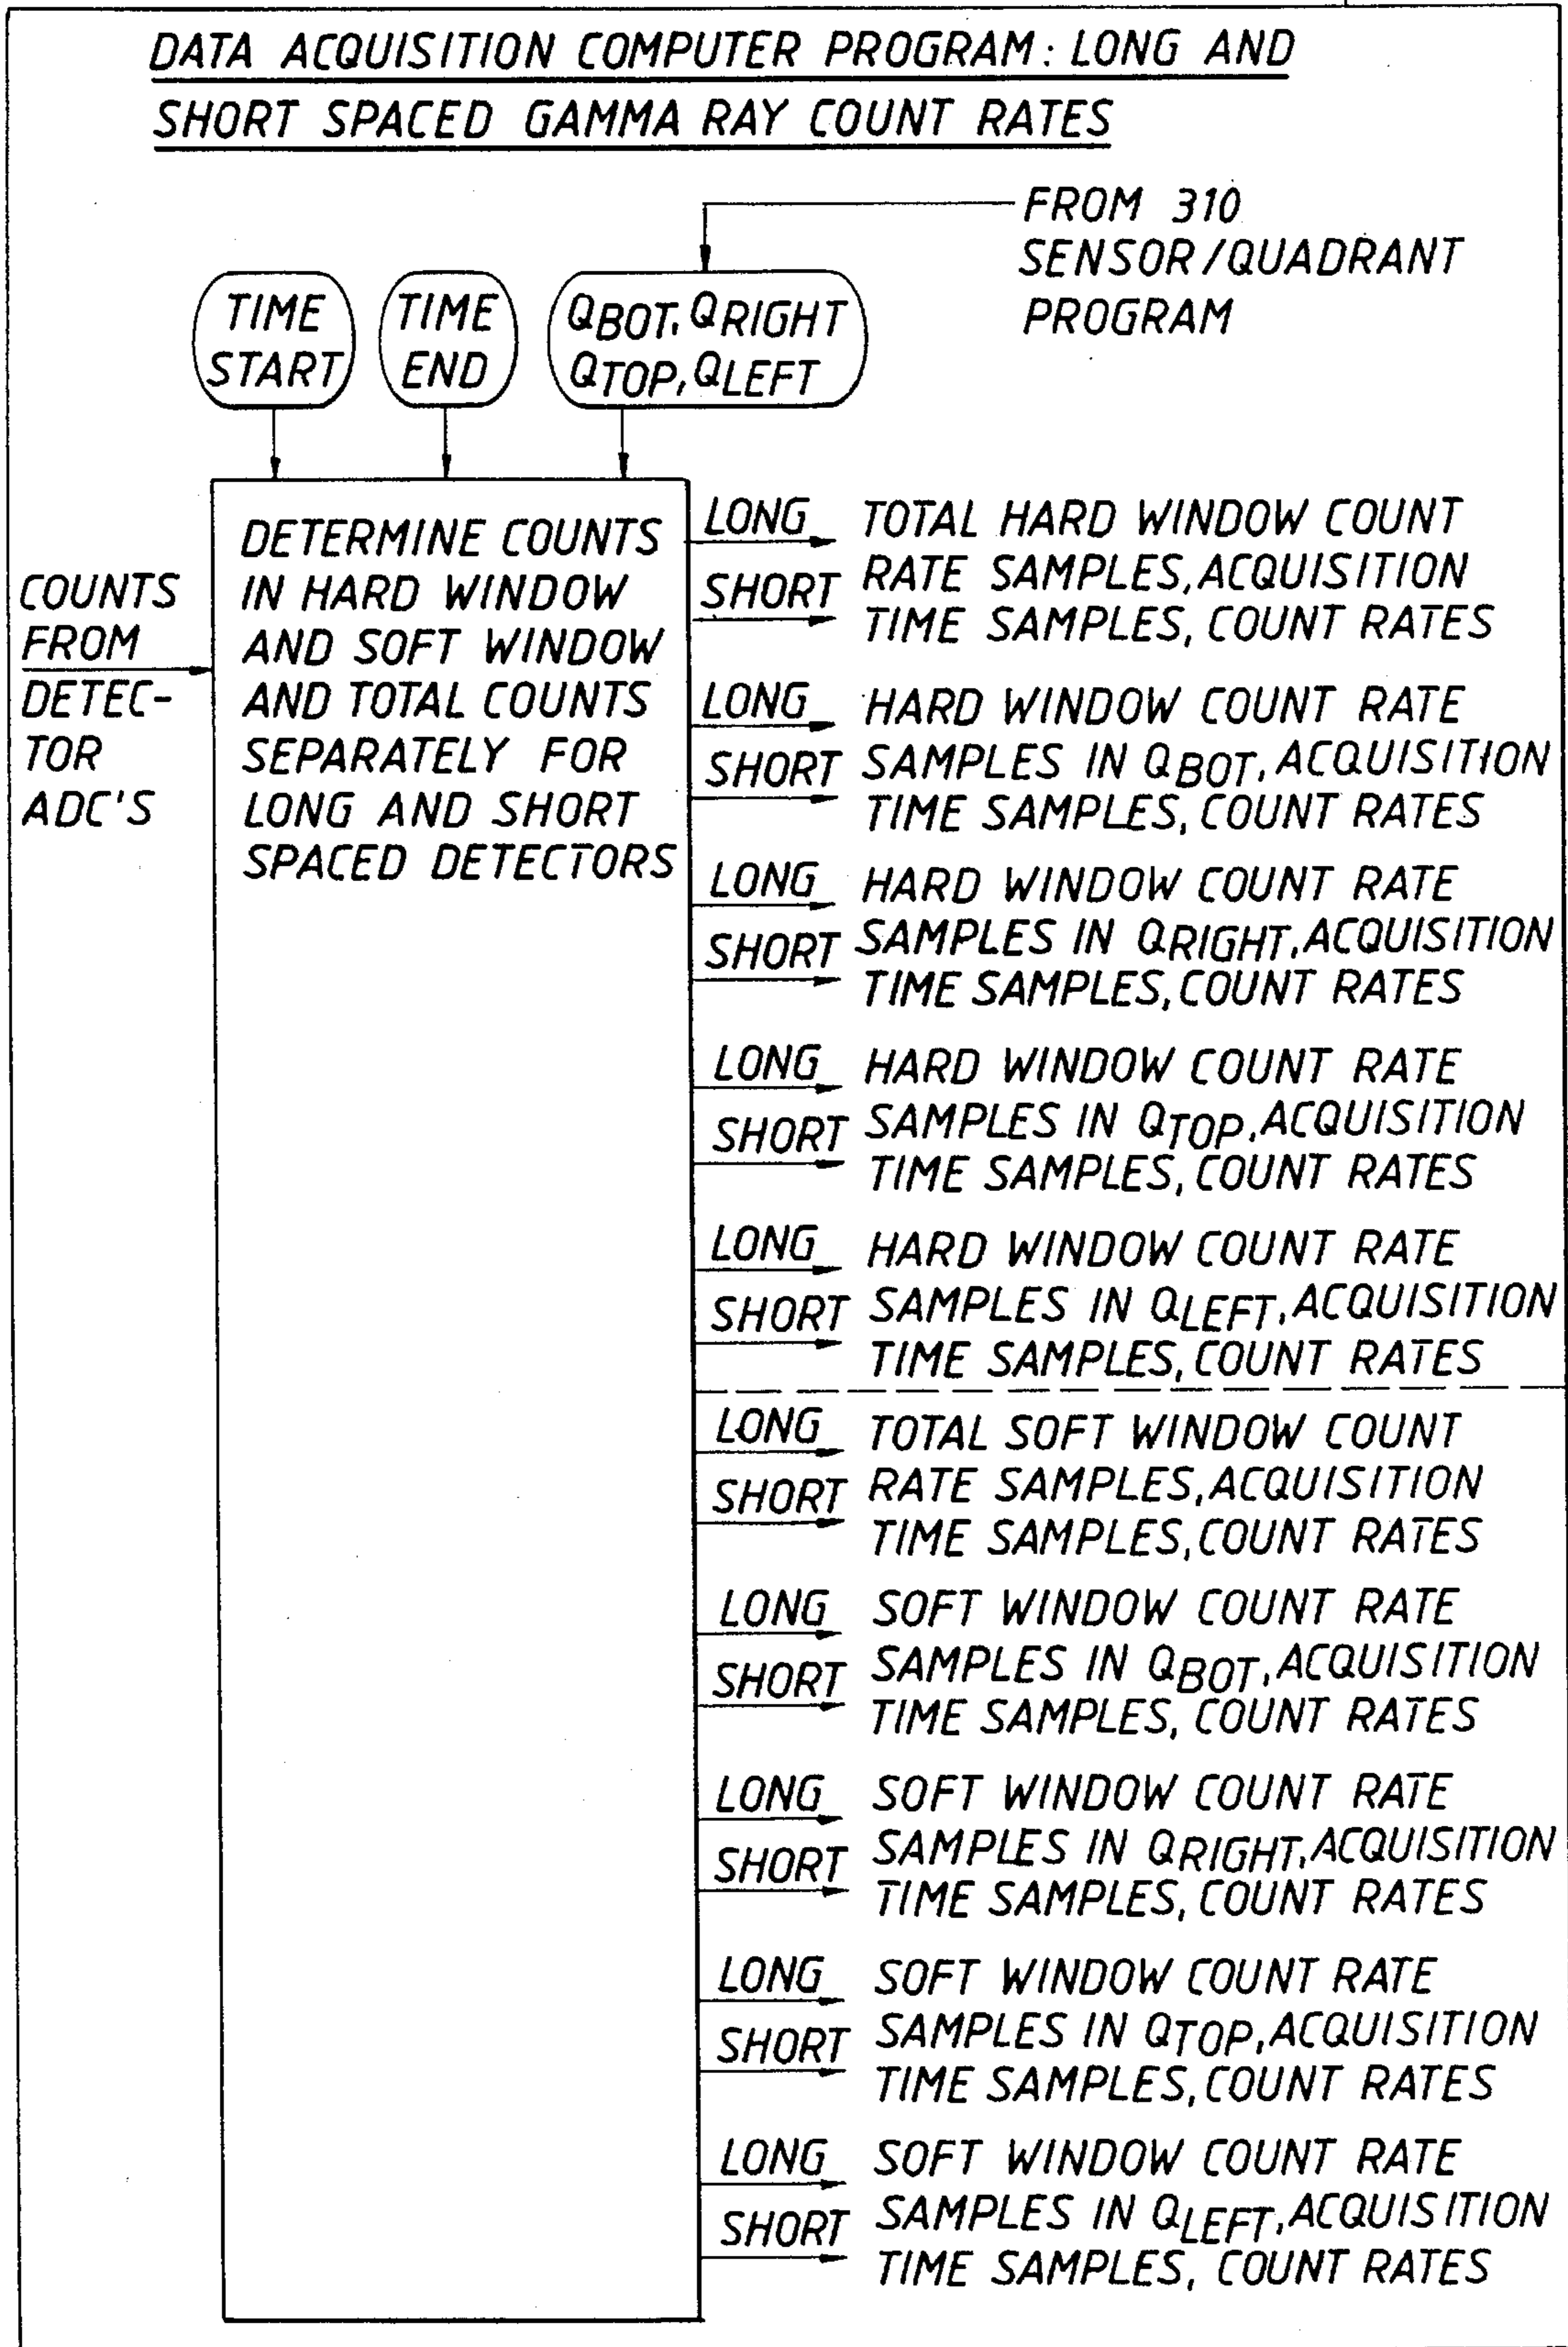 DATA ACQUISITION COMPUTER PROGRAM: LONG AND
SHORT SPACED GAMMA RAY COUNT RATES
FROM 310
SENSOR/QUADRANT
PROGRAM
TIME
START
TIME
END
QBOT, QRIGHT
QTOP, QLEFT
COUNTS
FROM
DETEC-
TOR
ADC'S
DETERMINE COUNTS
IN HARD WINDOW
AND SOFT WINDOW
AND TOTAL COUNTS
SEPARATELY FOR
LONG AND SHORT
SPACED DETECTORS
LONG TOTAL HARD WINDOW COUNT
SHORT RATE SAMPLES, ACQUISITION
TIME SAMPLES, COUNT RATES
LONG HARD WINDOW COUNT RATE
SHORT SAMPLES IN QBOT, ACQUISITION
TIME SAMPLES, COUNT RATES
LONG HARD WINDOW COUNT RATE
SHORT SAMPLES IN QRIGHT, ACQUISITION
TIME SAMPLES, COUNT RATES
LONG HARD WINDOW COUNT RATE
SHORT SAMPLES IN QTOP, ACQUISITION
TIME SAMPLES, COUNT RATES
LONG HARD WINDOW COUNT RATE
SHORT SAMPLES IN QLEFT, ACQUISITION
TIME SAMPLES, COUNT RATES
LONG TOTAL SOFT WINDOW COUNT
SHORT RATE SAMPLES, ACQUISITION
TIME SAMPLES, COUNT RATES
LONG SOFT WINDOW COUNT RATE
SHORT SAMPLES IN QBOT, ACQUISITION
TIME SAMPLES, COUNT RATES
LONG SOFT WINDOW COUNT RATE
SHORT SAMPLES IN QRIGHT, ACQUISITION
TIME SAMPLES, COUNT RATES
LONG SOFT WINDOW COUNT RATE
SHORT SAMPLES IN QTOP, ACQUISITION
TIME SAMPLES, COUNT RATES
LONG SOFT WINDOW COUNT RATE
SHORT SAMPLES IN QLEFT, ACQUISITION
TIME SAMPLES, COUNT RATES